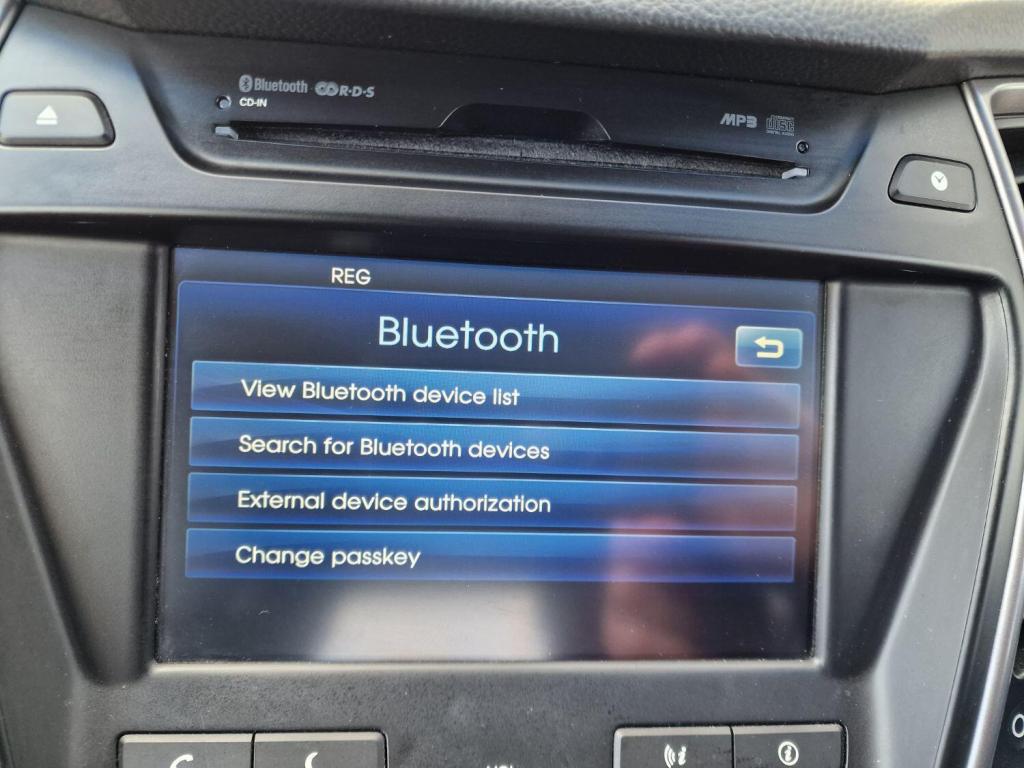 Bluetooth R·D·S
CD-IN
MP3 disc
REG
Bluetooth
View Bluetooth device list
Search for Bluetooth devices
External device authorization
Change passkey